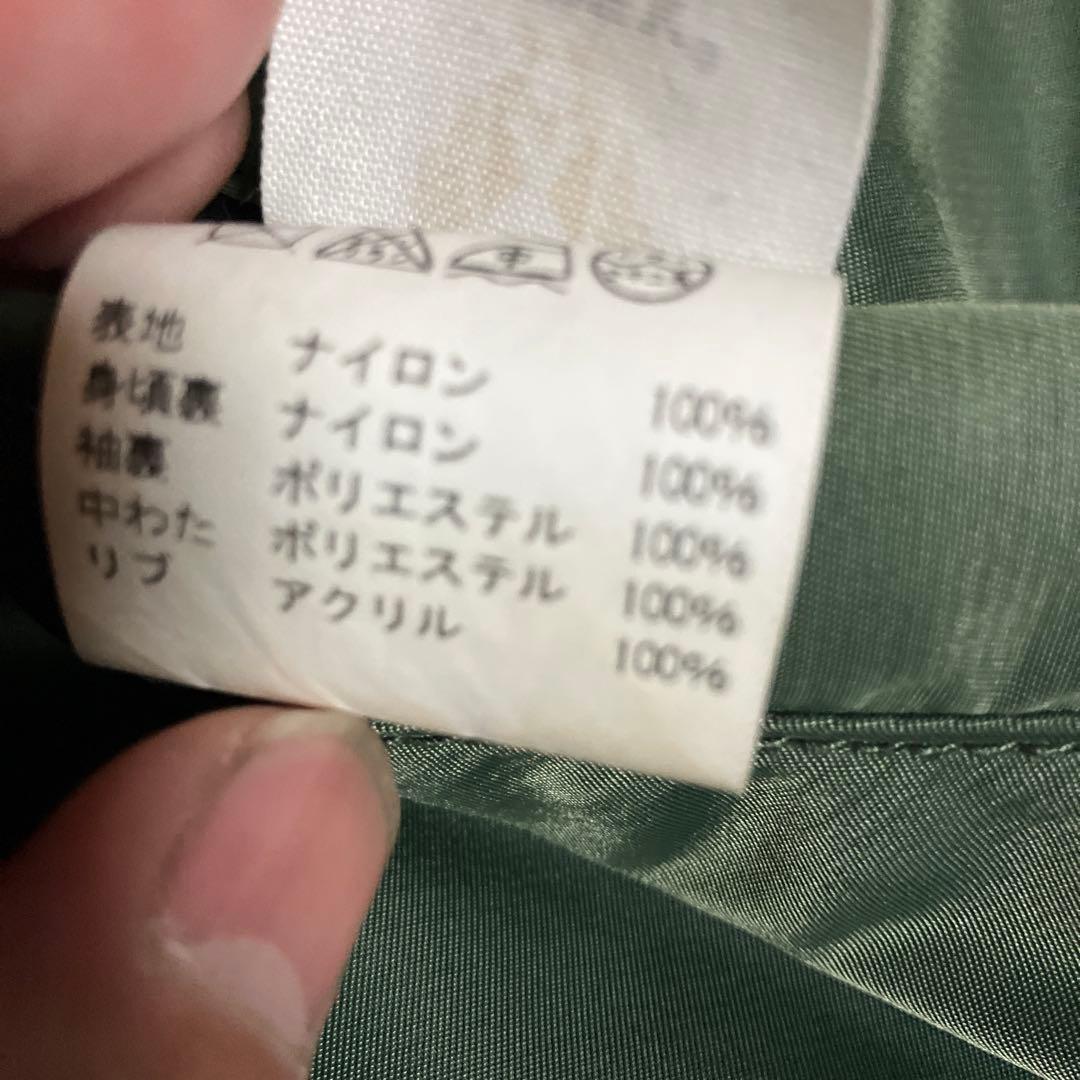 表地 ナイロン 100%
身頃裏 ナイロン 100%
袖裏 ポリエステル 100%
中わた ポリエステル 100%
リブ アクリル 100%